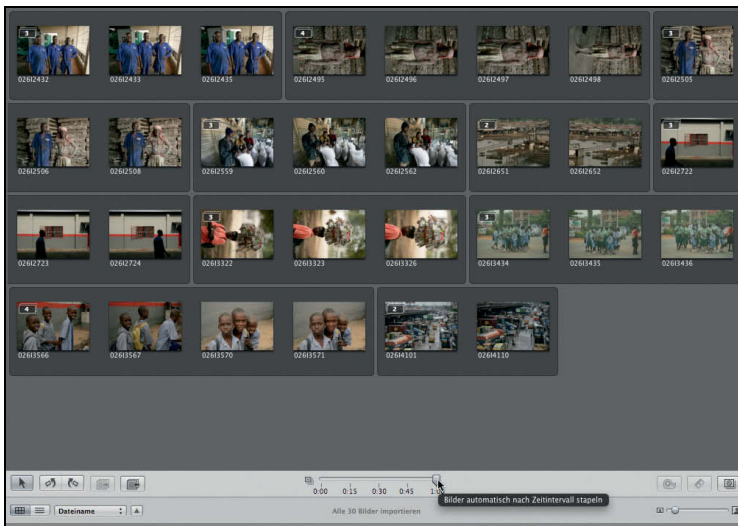 3
4
3
026I2432 026I2433 026I2435 026I2495 026I2496 026I2497 026I2498 026I2505
3
2
3
026I2506 026I2508 026I2559 026I2560 026I2562 026I2651 026I2652 026I2722
3
3
026I2723 026I2724 026I3322 026I3323 026I3326 026I3434 026I3435 026I3436
4
2
026I3566 026I3567 026I3570 026I3571 026I4101 026I4110
0:00 0:15 0:30 0:45
Bilder automatisch nach Zeitintervall stapeln
Dateiname
Alle 30 Bilder importieren